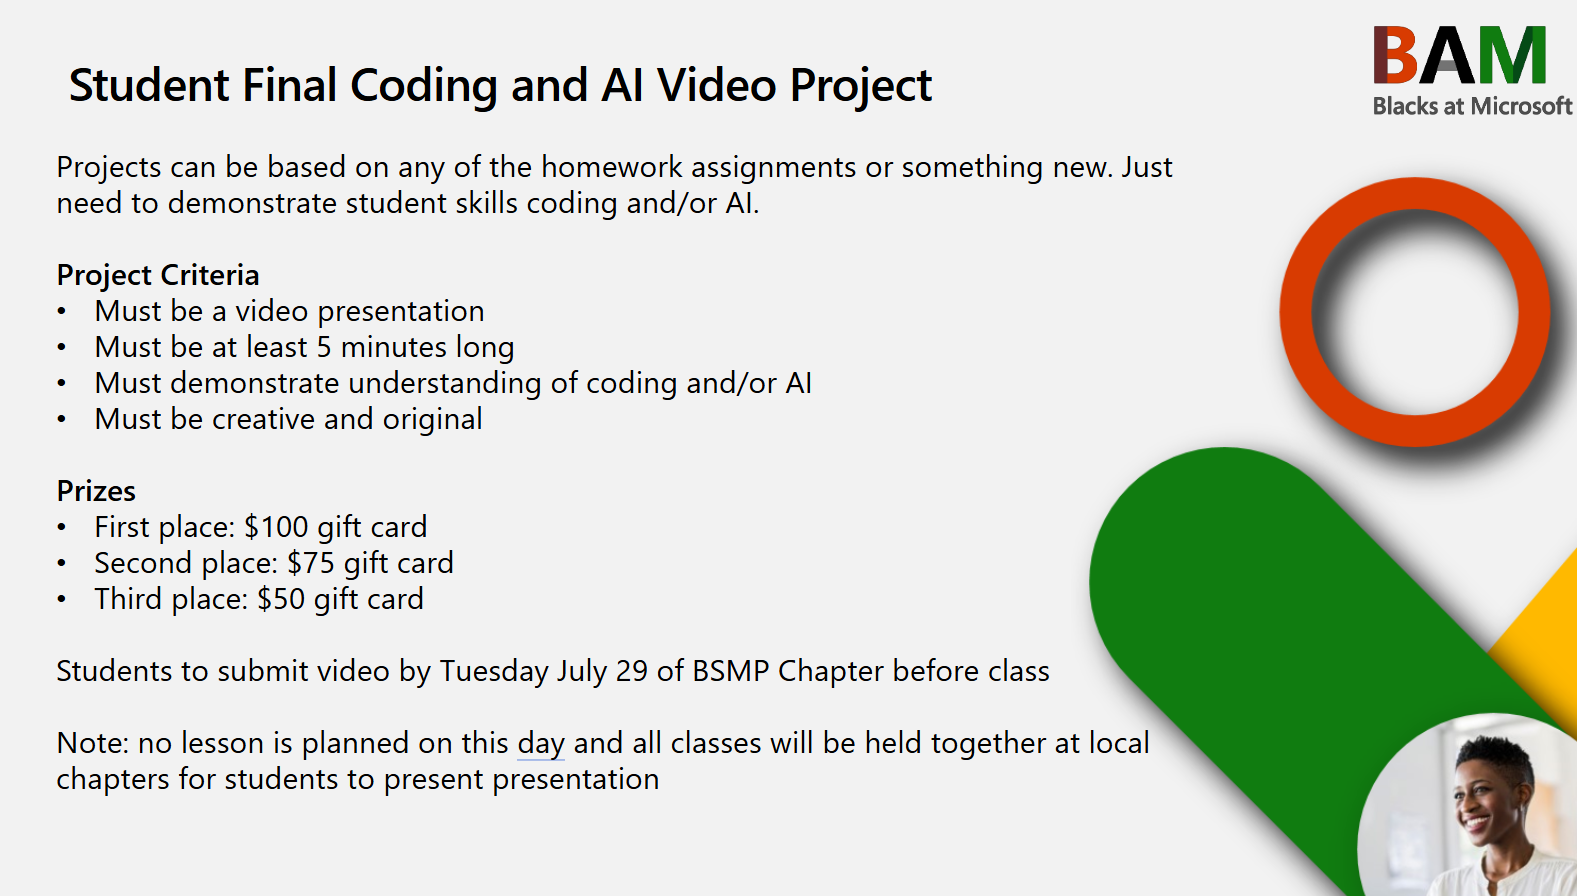 BAM
Blacks at Microsoft
Student Final Coding and AI Video Project
Projects can be based on any of the homework assignments or something new. Just
need to demonstrate student skills coding and/or AI.
Project Criteria
• Must be a video presentation
• Must be at least 5 minutes long
• Must demonstrate understanding of coding and/or AI
• Must be creative and original
Prizes
• First place: $100 gift card
• Second place: $75 gift card
• Third place: $50 gift card
Students to submit video by Tuesday July 29 of BSMP Chapter before class
Note: no lesson is planned on this day and all classes will be held together at local
chapters for students to present presentation